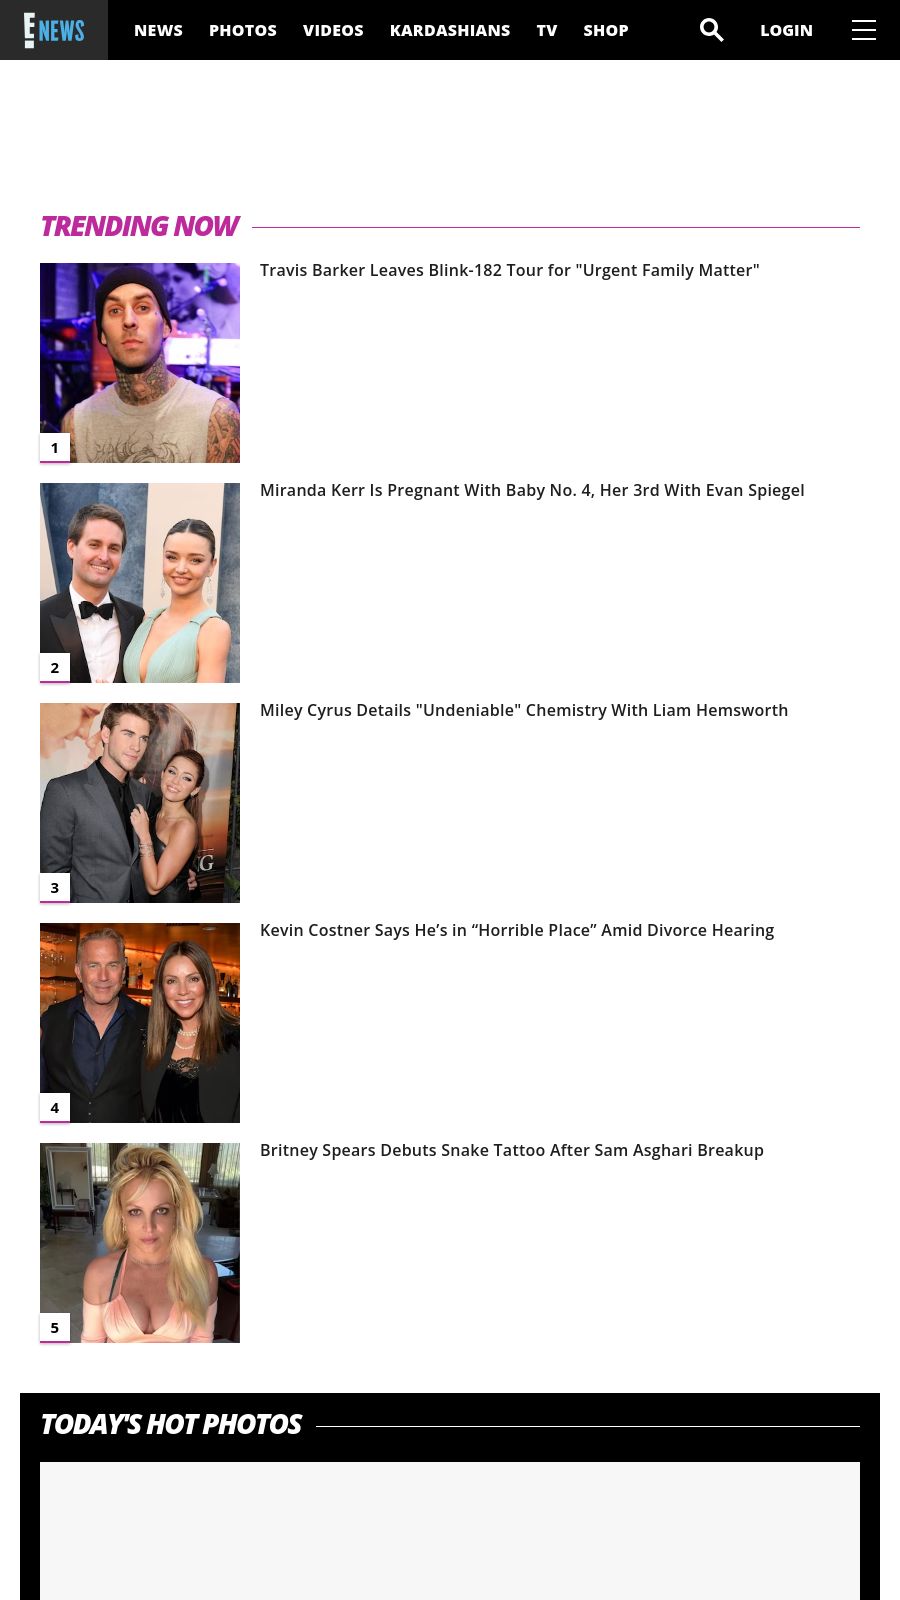 E! NEWS
NEWS PHOTOS VIDEOS KARDASHIANS TV SHOP LOGIN
TRENDING NOW
Travis Barker Leaves Blink-182 Tour for "Urgent Family Matter"
1
Miranda Kerr Is Pregnant With Baby No. 4, Her 3rd With Evan Spiegel
2
Miley Cyrus Details "Undeniable" Chemistry With Liam Hemsworth
G
3
Kevin Costner Says He’s in “Horrible Place” Amid Divorce Hearing
4
Britney Spears Debuts Snake Tattoo After Sam Asghari Breakup
5
TODAY'S HOT PHOTOS